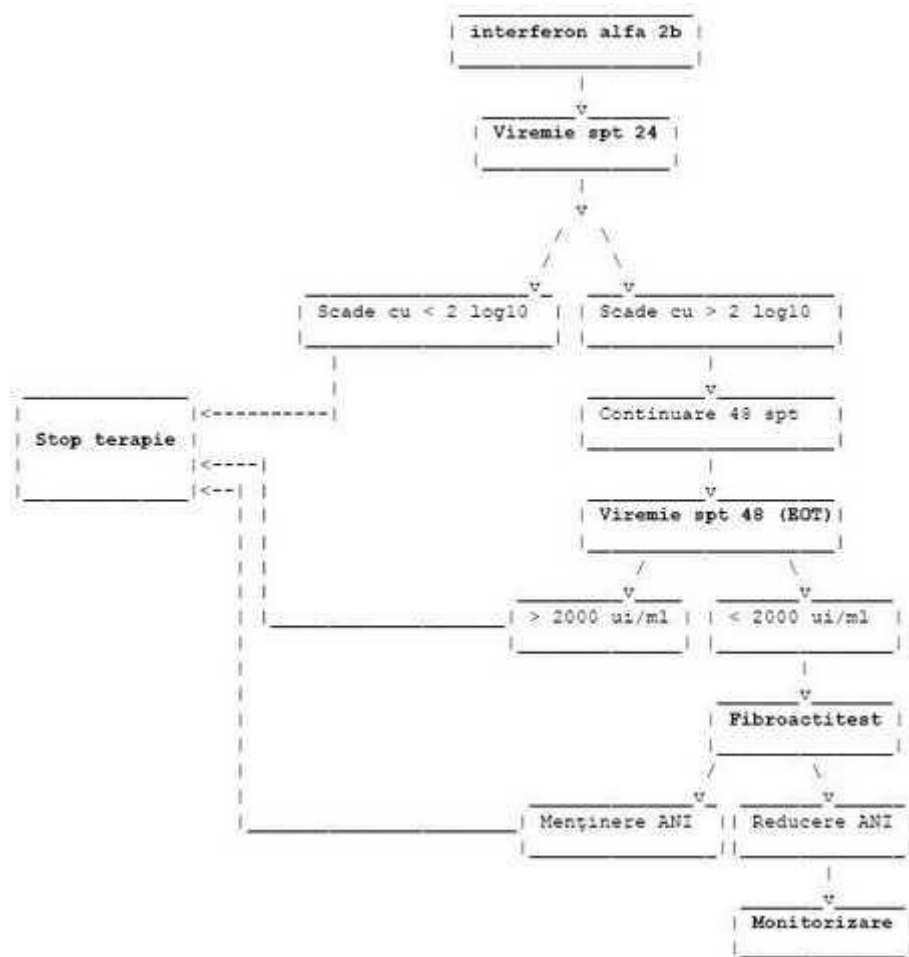 interferon alfa 2b
Viremie spt 24
Scade cu < 2 log10
Scade cu > 2 log10
Continuare 48 spt
Stop terapie
Viremie spt 48 (EOT)
> 2000 ui/ml
< 2000 ui/ml
Fibroactitest
Menţinere ANI
Reducere ANI
Monitorizare